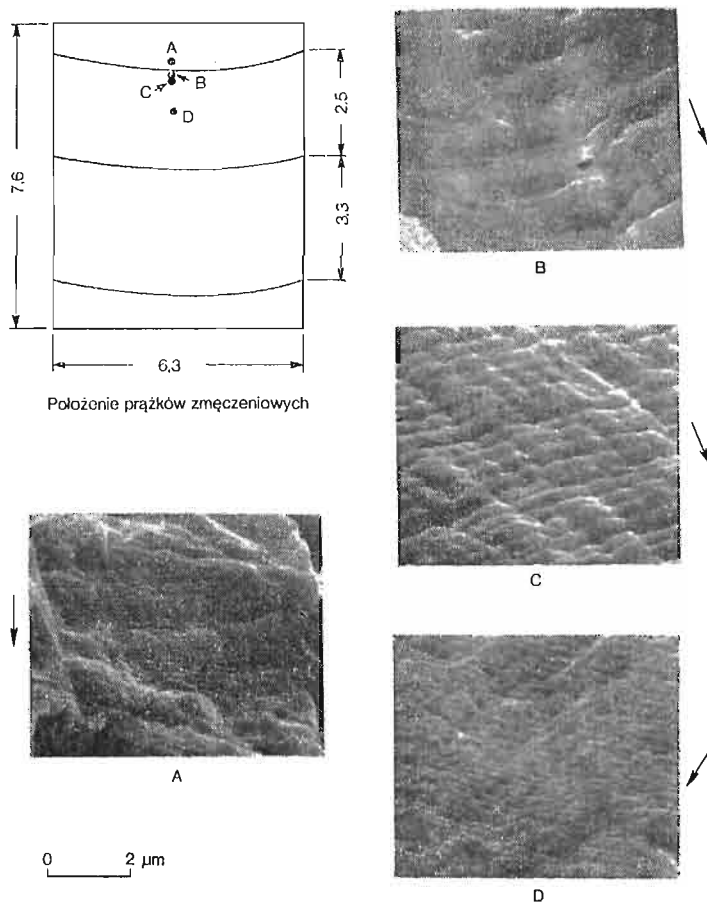 A
B
C
D
7,6
2,5
3,3
6,3
Położenie prążków zmęczeniowych
B
C
A
0 2 µm
D